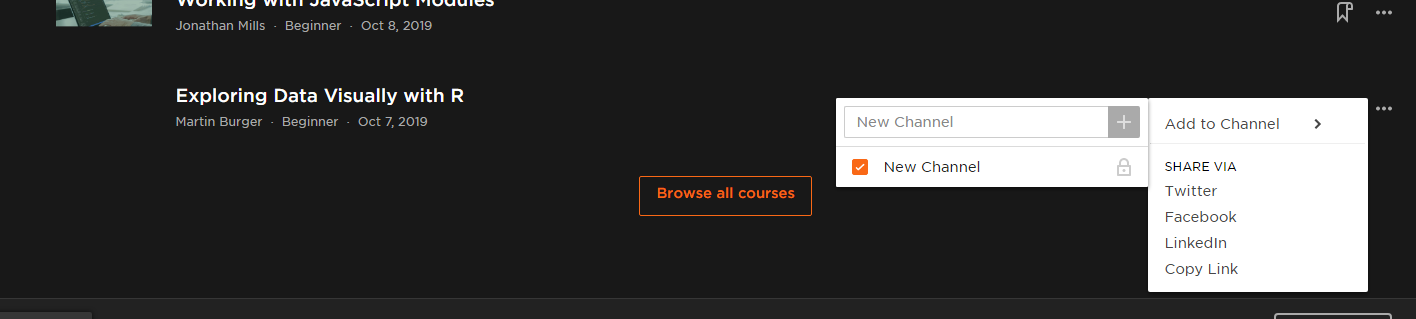 Working with JavaScript Modules
Jonathan Mills · Beginner · Oct 8, 2019
Exploring Data Visually with R
Martin Burger · Beginner · Oct 7, 2019
New Channel
New Channel
Add to Channel
SHARE VIA
Twitter
Facebook
LinkedIn
Copy Link
Browse all courses